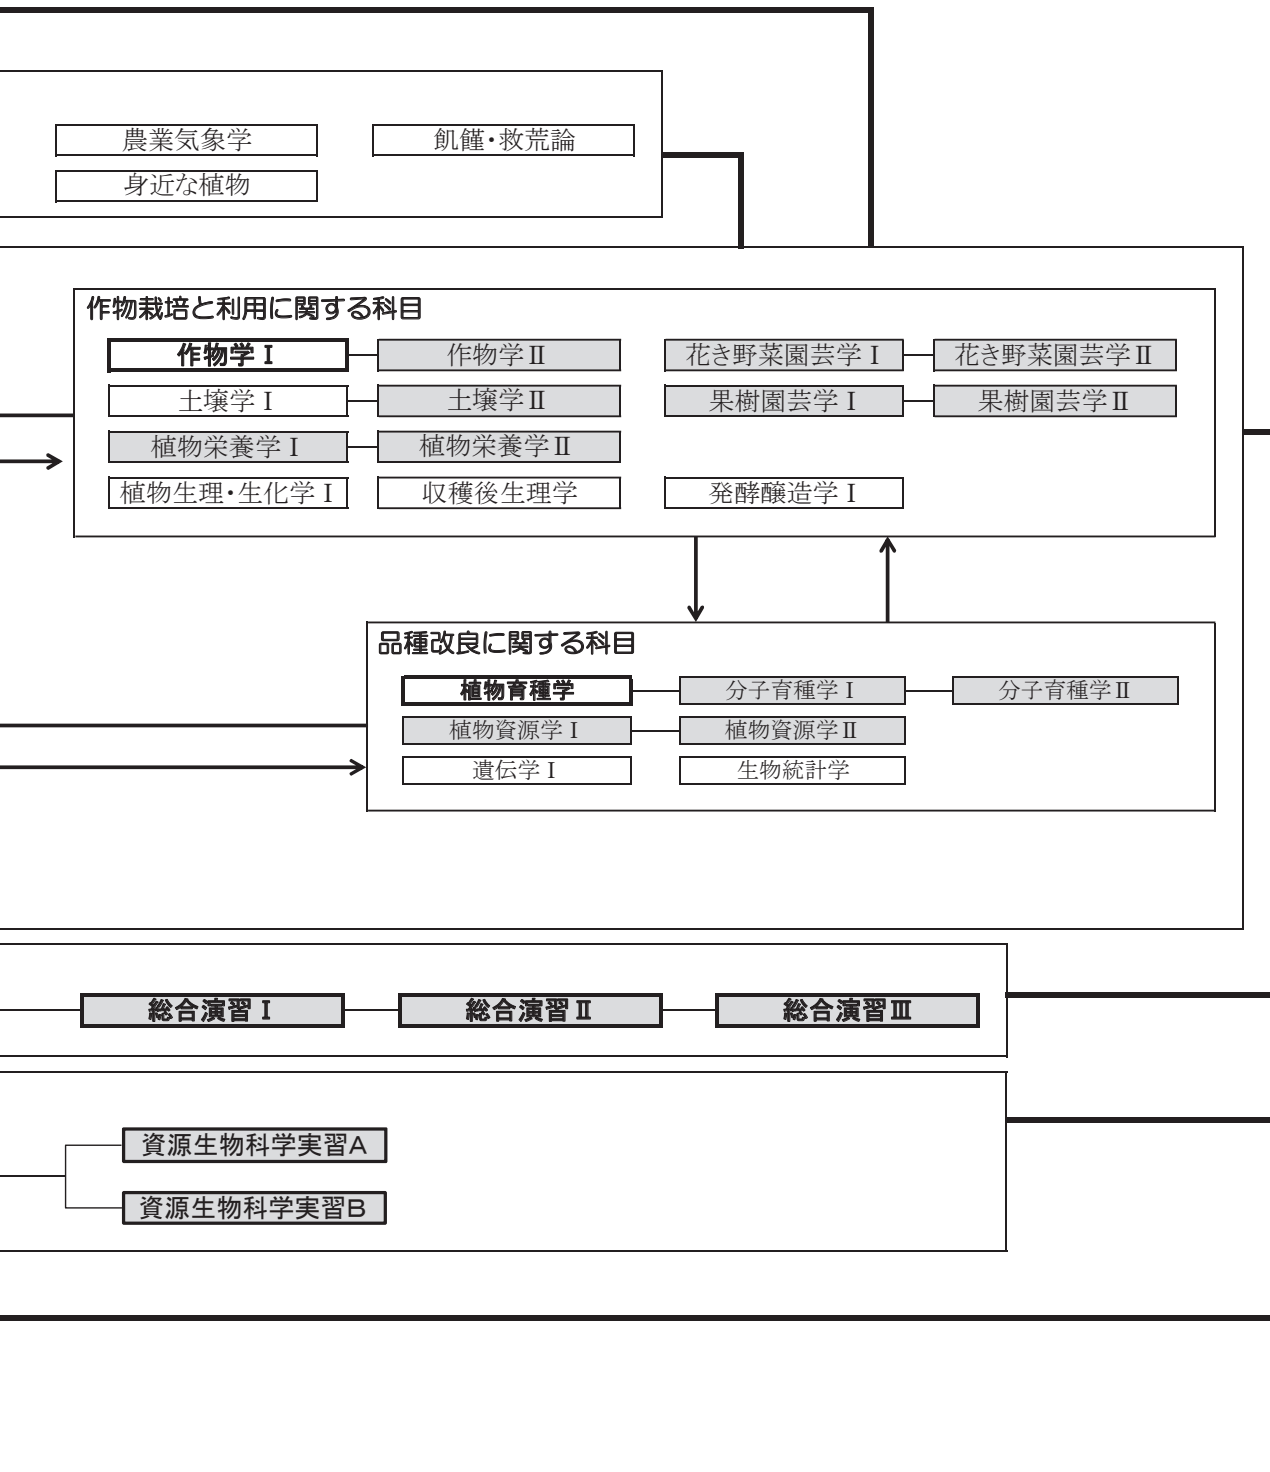 農業気象学
飢饉・救荒論
身近な植物
作物栽培と利用に関する科目
作物学Ⅰ
作物学Ⅱ
花き野菜園芸学Ⅰ
花き野菜園芸学Ⅱ
土壌学Ⅰ
土壌学Ⅱ
果樹園芸学Ⅰ
果樹園芸学Ⅱ
植物栄養学Ⅰ
植物栄養学Ⅱ
植物生理・生化学Ⅰ
収穫後生理学
発酵醸造学Ⅰ
品種改良に関する科目
植物育種学
分子育種学Ⅰ
分子育種学Ⅱ
植物資源学Ⅰ
植物資源学Ⅱ
遺伝学Ⅰ
生物統計学
総合演習Ⅰ
総合演習Ⅱ
総合演習Ⅲ
資源生物科学実習A
資源生物科学実習B